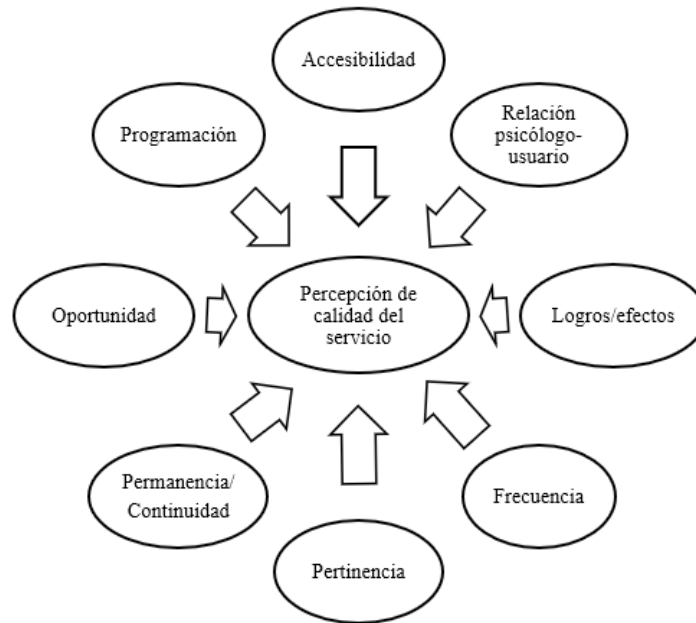 Accesibilidad
Programación
Relación
psicólogo-
usuario
Oportunidad
Percepción de
calidad del
servicio
Logros/efectos
Permanencia/
Continuidad
Frecuencia
Pertinencia